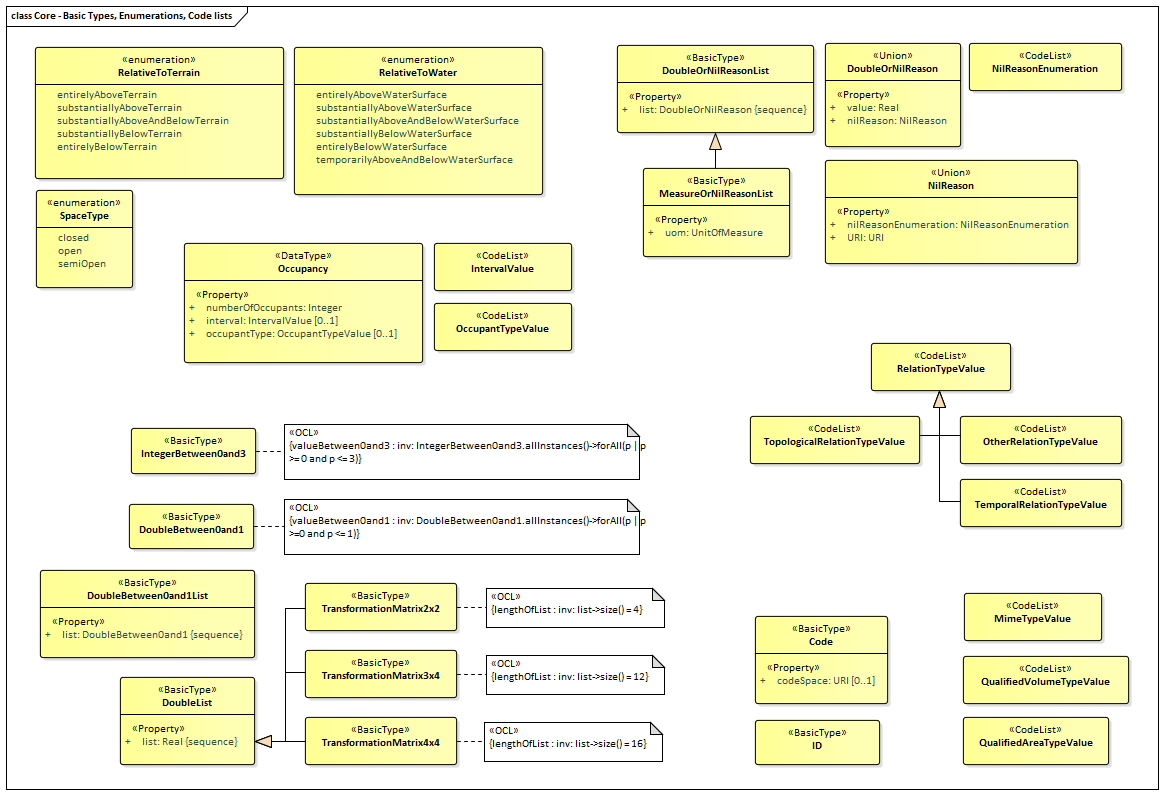 class Core - Basic Types, Enumerations, Code lists
«enumeration»
RelativeToTerrain
entirelyAboveTerrain
substantiallyAboveTerrain
substantiallyAboveAndBelowTerrain
substantiallyBelowTerrain
entirelyBelowTerrain
«enumeration»
RelativeToWater
entirelyAboveWaterSurface
substantiallyAboveWaterSurface
substantiallyAboveAndBelowWaterSurface
substantiallyBelowWaterSurface
entirelyBelowWaterSurface
temporarilyAboveAndBelowWaterSurface
«BasicType»
DoubleOrNilReasonList
«Property»
+ list: DoubleOrNilReason {sequence}
«Union»
DoubleOrNilReason
«Property»
+ value: Real
+ nilReason: NilReason
«CodeList»
NilReasonEnumeration
«BasicType»
MeasureOrNilReasonList
«Property»
+ uom: UnitOfMeasure
«Union»
NilReason
«Property»
+ nilReasonEnumeration: NilReasonEnumeration
+ URI: URI
«enumeration»
SpaceType
closed
open
semiOpen
«DataType»
Occupancy
«Property»
+ numberOfOccupants: Integer
+ interval: IntervalValue [0..1]
+ occupantType: OccupantTypeValue [0..1]
«CodeList»
IntervalValue
«CodeList»
OccupantTypeValue
«CodeList»
RelationTypeValue
«CodeList»
TopologicalRelationTypeValue
«CodeList»
OtherRelationTypeValue
«CodeList»
TemporalRelationTypeValue
«BasicType»
IntegerBetween0and3
«OCL»
{valueBetween0and3 : inv: IntegerBetween0and3.allInstances()->forAll(p | p
>=0 and p <=3)}
«BasicType»
DoubleBetween0and1
«OCL»
{valueBetween0and1 : inv: DoubleBetween0and1.allInstances()->forAll(p | p
>=0 and p <=1)}
«BasicType»
DoubleBetween0and1List
«Property»
+ list: DoubleBetween0and1 {sequence}
«BasicType»
DoubleList
«Property»
+ list: Real {sequence}
«BasicType»
TransformationMatrix2x2
«OCL»
{lengthOfList : inv: list->size() = 4}
«BasicType»
TransformationMatrix3x4
«OCL»
{lengthOfList : inv: list->size() = 12}
«BasicType»
TransformationMatrix4x4
«OCL»
{lengthOfList : inv: list->size() = 16}
«BasicType»
Code
«Property»
+ codeSpace: URI [0..1]
«BasicType»
ID
«CodeList»
MimeTypeValue
«CodeList»
QualifiedVolumeTypeValue
«CodeList»
QualifiedAreaTypeValue